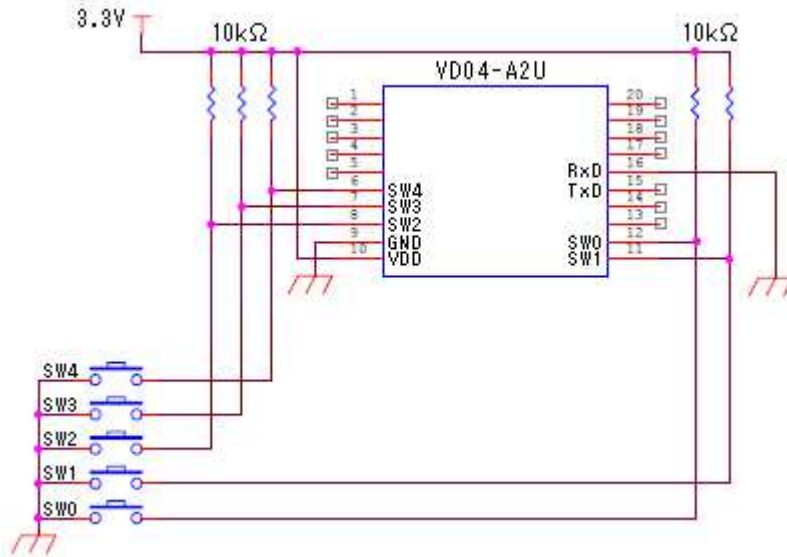 3.3V
10kΩ
10kΩ
VD04-A2U
1
2
3
4
5
6
7
8
9
10
SW4
SW3
SW2
GND
VDD
20
19
18
17
16
15
14
13
12
11
RxD
TxD
SW0
SW1
SW4
SW3
SW2
SW1
SW0